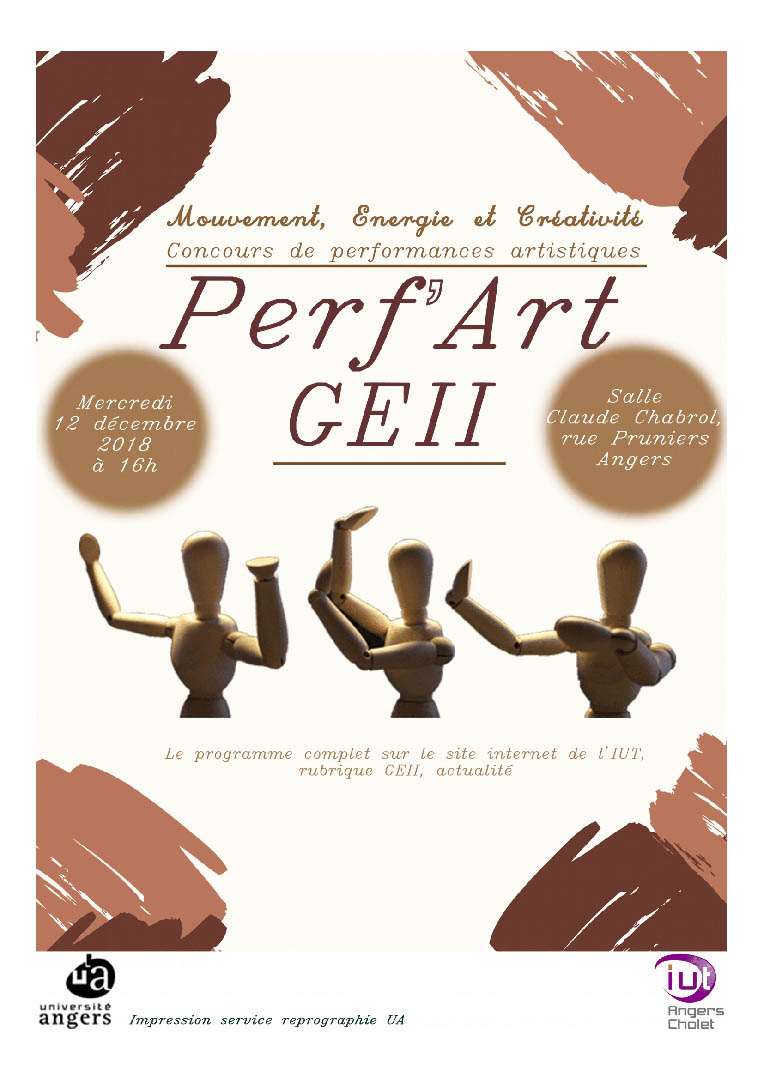 Mouvement, Energie et Créativité
Concours de performances artistiques
Perf'Art
GEII
Mercredi
12 décembre
2018
à 16h
Salle
Claude Chabrol,
rue Pruniers
Angers
Le programme complet sur le site internet de l'IUT,
rubrique GEII, actualité
ua
université
angers
Impression service reprographie UA
iut
Angers
Cholet